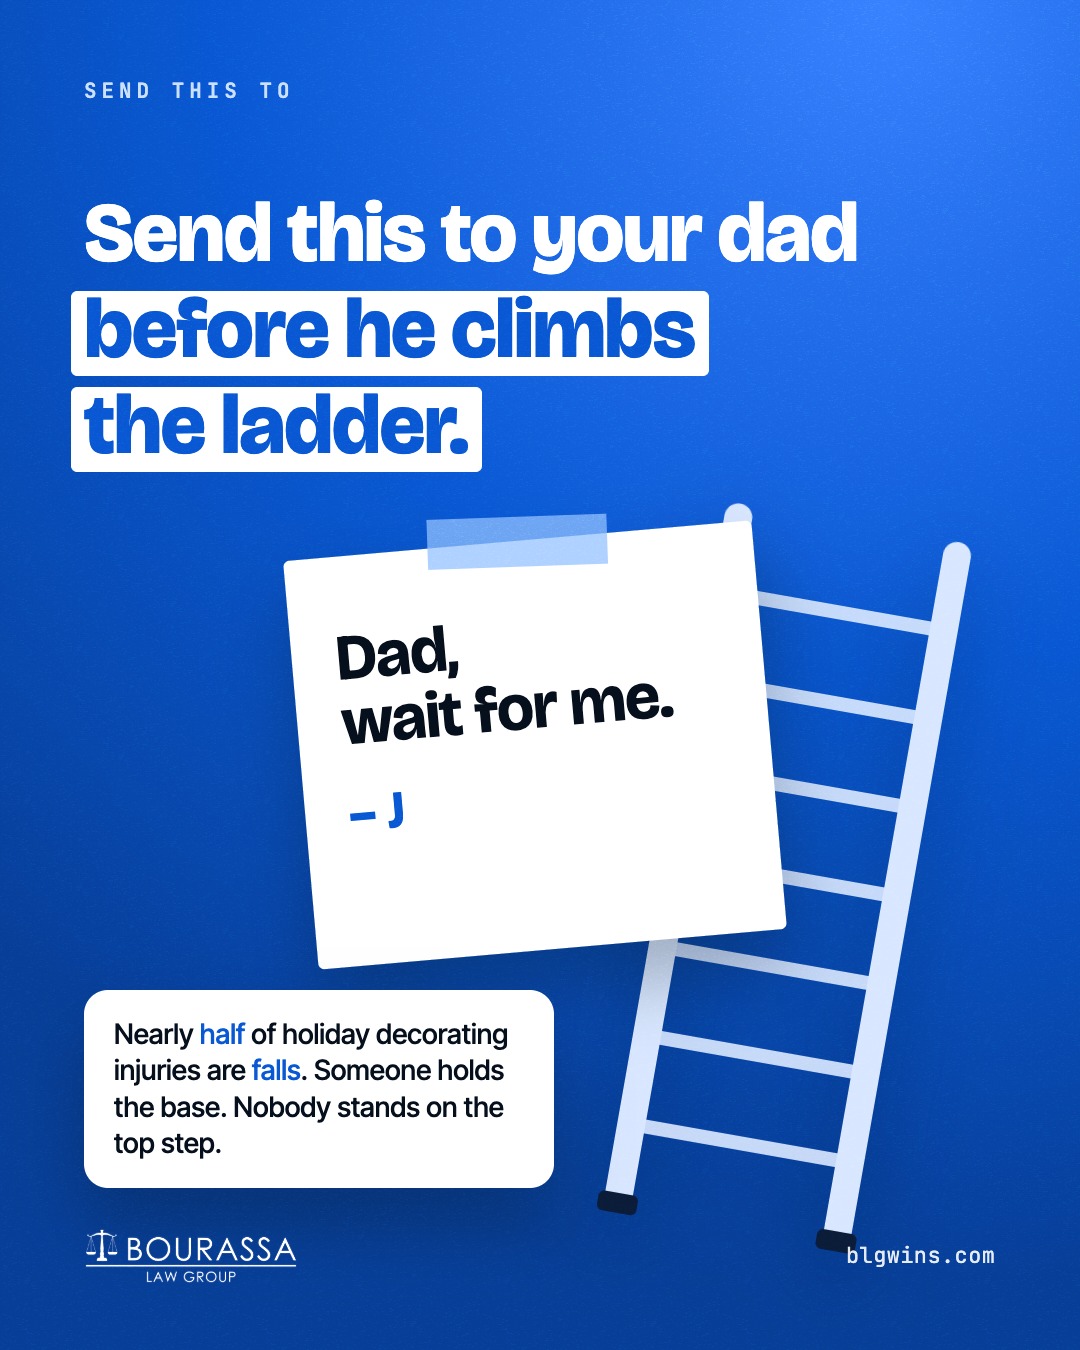 SEND THIS TO
Send this to your dad
before he climbs
the ladder.
Dad,
wait for me.
– J
Nearly half of holiday decorating
injuries are falls. Someone holds
the base. Nobody stands on the
top step.
BOURASSA
LAW GROUP
blgwins.com